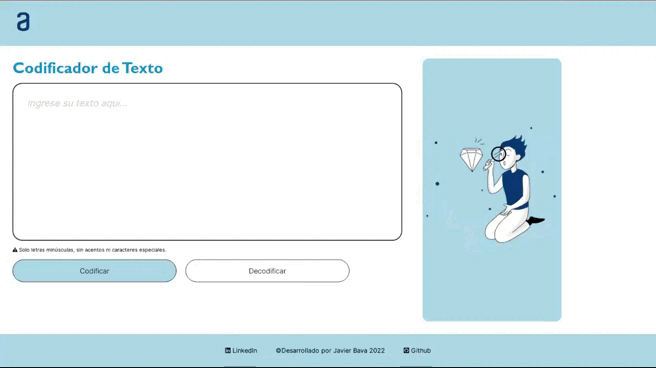 a
Codificador de Texto
Ingrese su texto aquí...
Solo letras minúsculas, sin acentos ni caracteres especiales.
Codificar
Decodificar
LinkedIn
©Desarrollado por Javier Bava 2022
Github